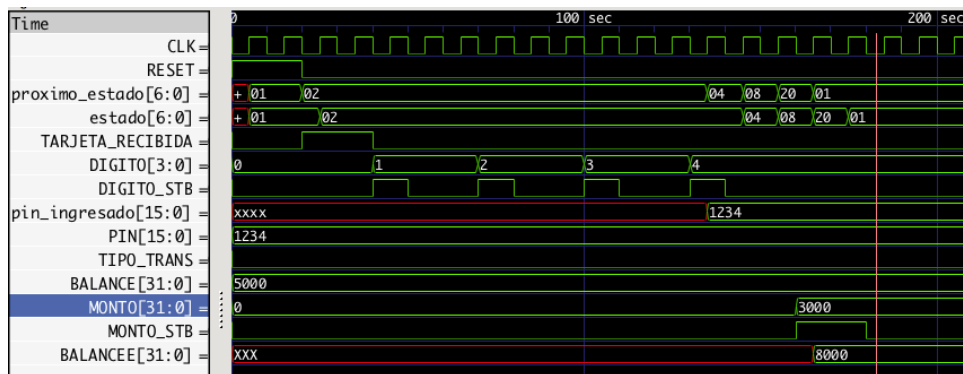 Time 0 100 sec 200 sec
CLK =
RESET =
proximo_estado[6:0] = + 01 02 04 08 20 01
estado[6:0] = + 01 02 04 08 20 01
TARJETA_RECIBIDA =
DIGITO[3:0] = 0 1 2 3 4
DIGITO_STB =
pin_ingresado[15:0] = xxxx 1234
PIN[15:0] = 1234
TIPO_TRANS =
BALANCE[31:0] = 5000
MONTO[31:0] = 0 3000
MONTO_STB =
BALANCEE[31:0] = XXX 8000